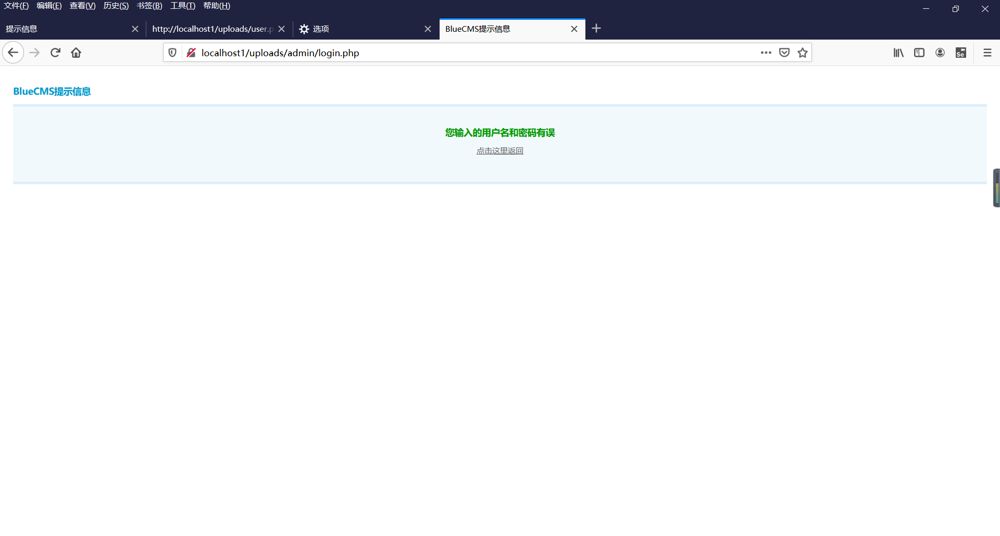 文件(F) 编辑(E) 查看(V) 历史(S) 书签(B) 工具(T) 帮助(H)
提示信息 http://localhost1/uploads/user.p 选项 BlueCMS提示信息
localhost1/uploads/admin/login.php
Se
BlueCMS提示信息
您输入的用户名和密码有误
点击这里返回